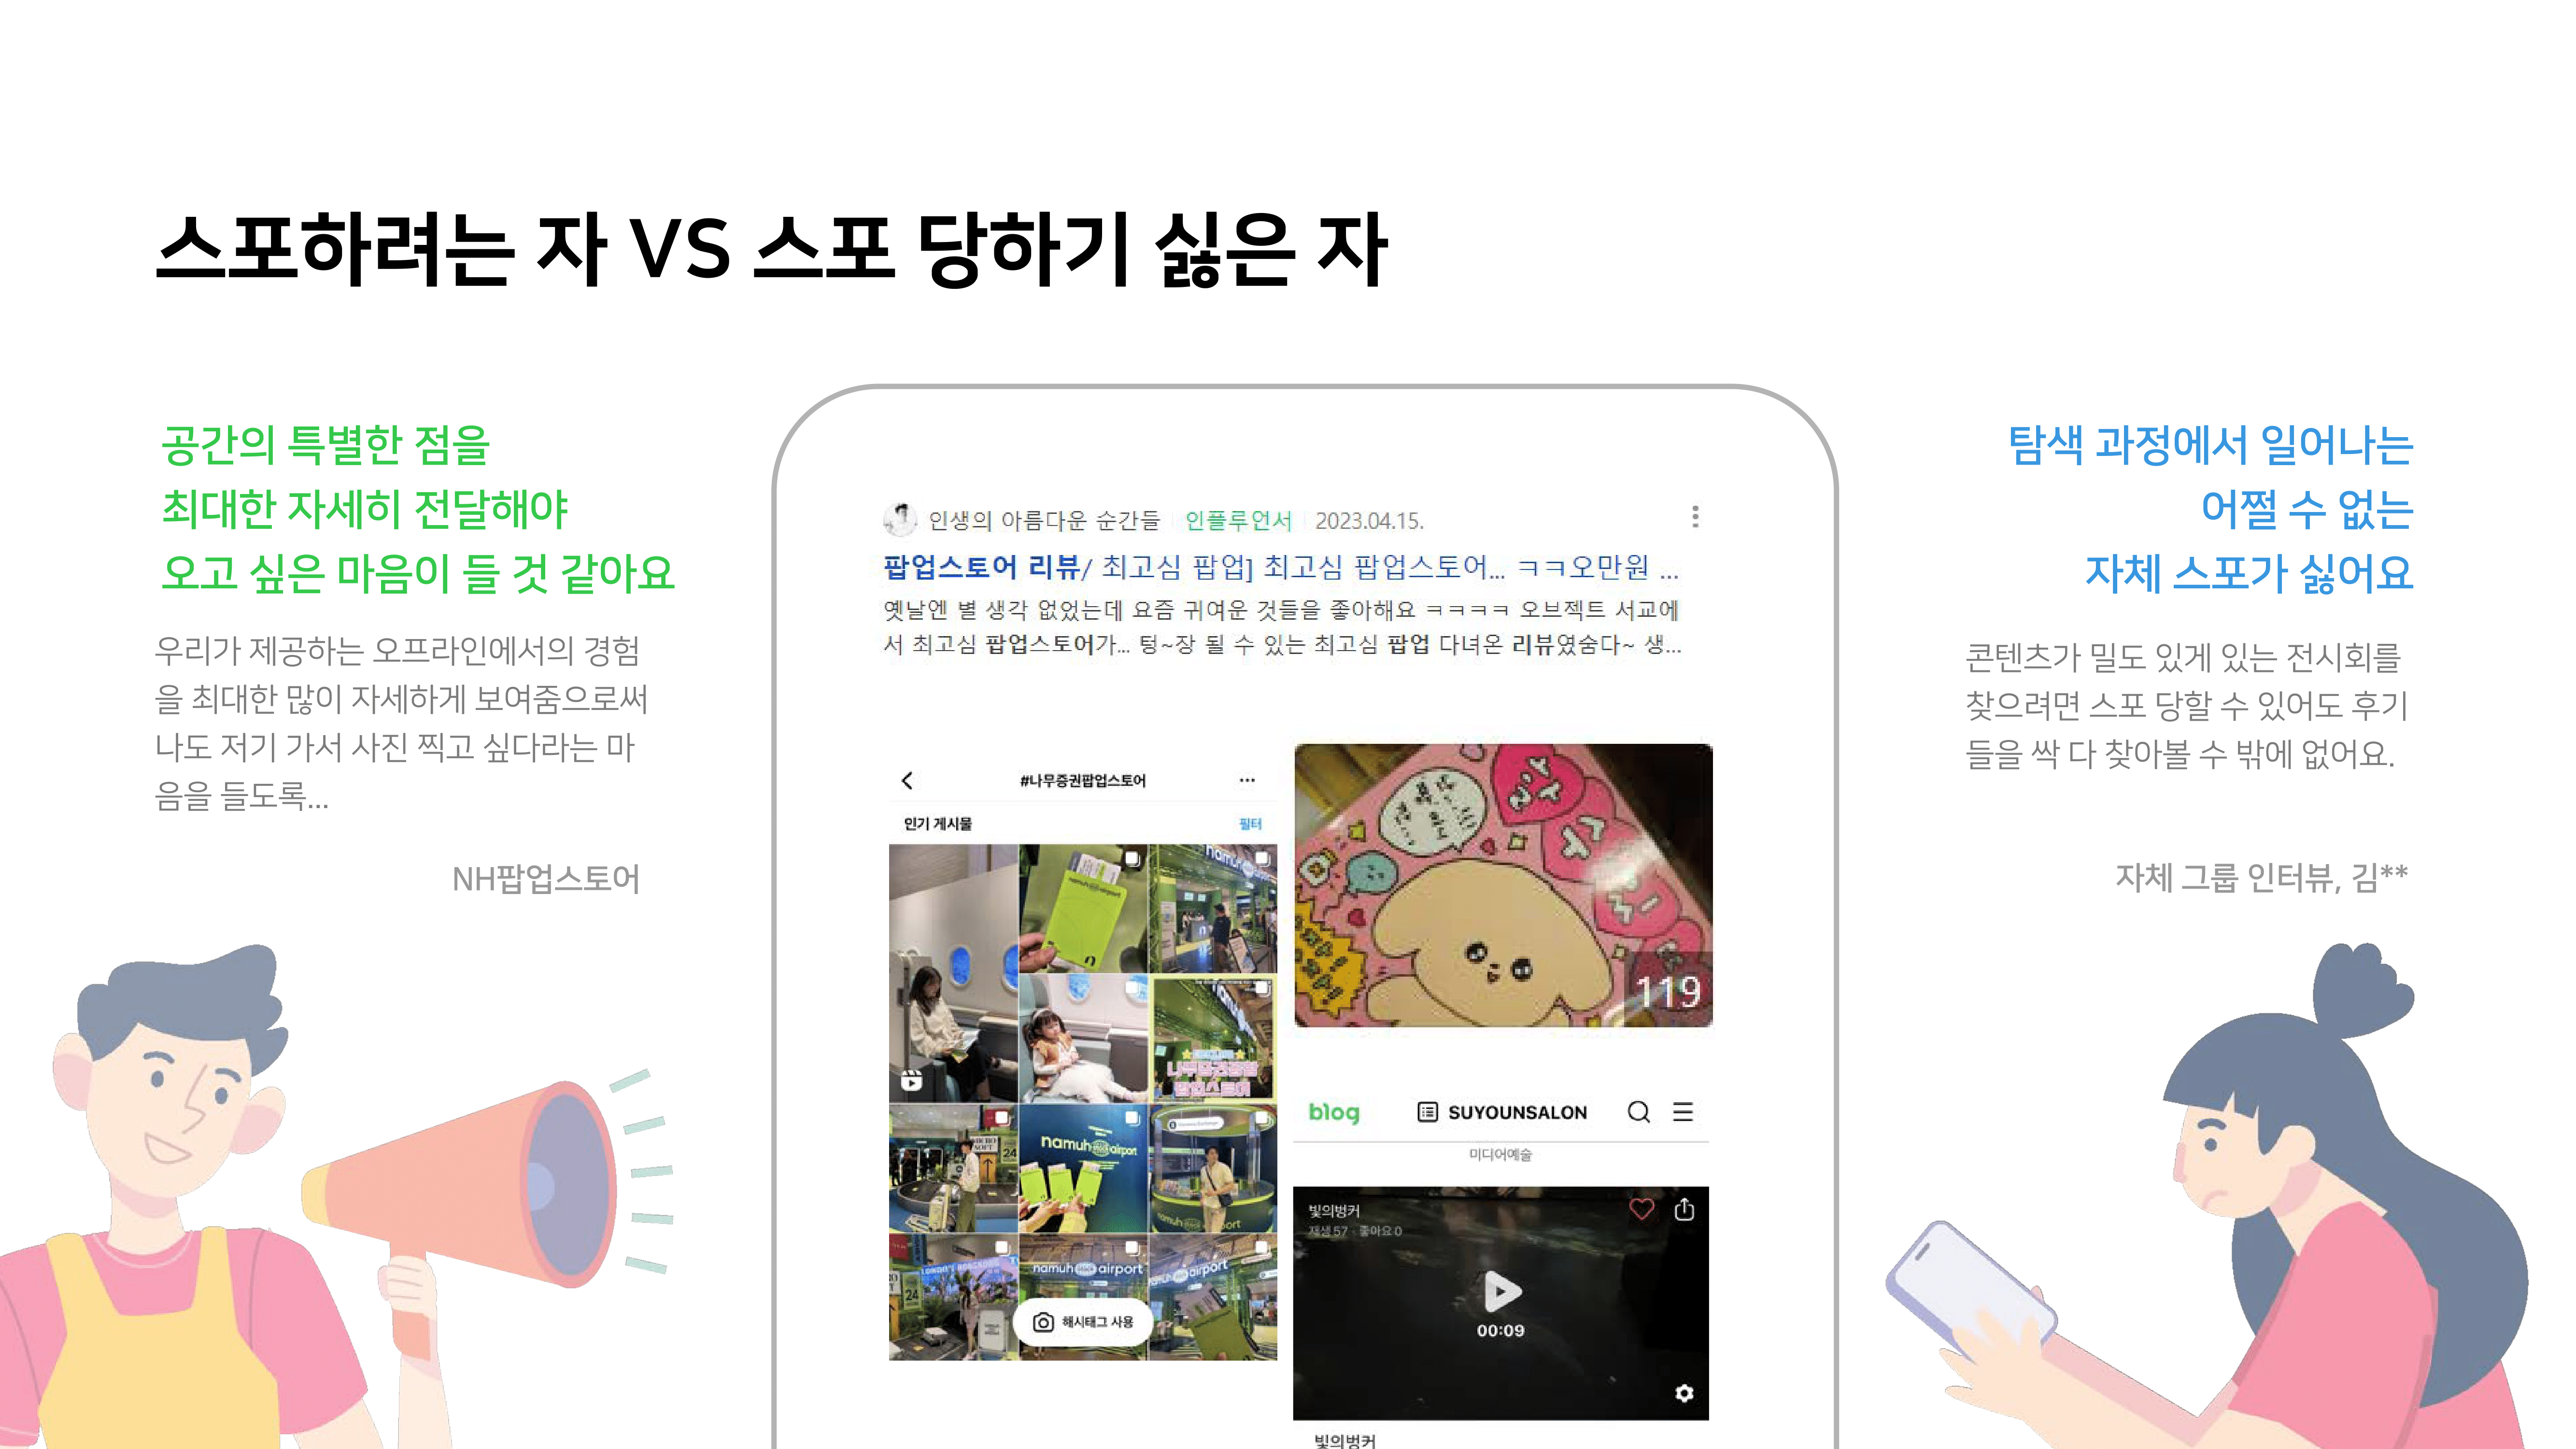 스포하려는 자 VS 스포 당하기 싫은 자
공간의 특별한 점을
최대한 자세히 전달해야
오고 싶은 마음이 들 것 같아요
우리가 제공하는 오프라인에서의 경험
을 최대한 많이 자세하게 보여줌으로써
나도 저기 가서 사진 찍고 싶다라는 마
음을 들도록...
NH팝업스토어
인생의 아름다운 순간들 인플루언서 2023.04.15.
팝업스토어 리뷰/ 최고심 팝업] 최고심 팝업스토어... ㅋㅋ오만원 ...
옛날엔 별 생각 없었는데 요즘 귀여운 것들을 좋아해요 ㅋㅋㅋㅋ 오브젝트 서교에
서 최고심 팝업스토어가... 텅~장 될 수 있는 최고심 팝업 다녀온 리뷰였숨다~ 생...
#나무증권팝업스토어
인기 게시물
필터
namuh airport
namuh airport
해시태그 사용
119
blog
SUYOUNSALON
미디어예술
빛의벙커
재생 57 · 좋아요 0
00:09
빛의벙커
탐색 과정에서 일어나는
어쩔 수 없는
자체 스포가 싫어요
콘텐츠가 밀도 있게 있는 전시회를
찾으려면 스포 당할 수 있어도 후기
들을 싹 다 찾아볼 수 밖에 없어요.
자체 그룹 인터뷰, 김**